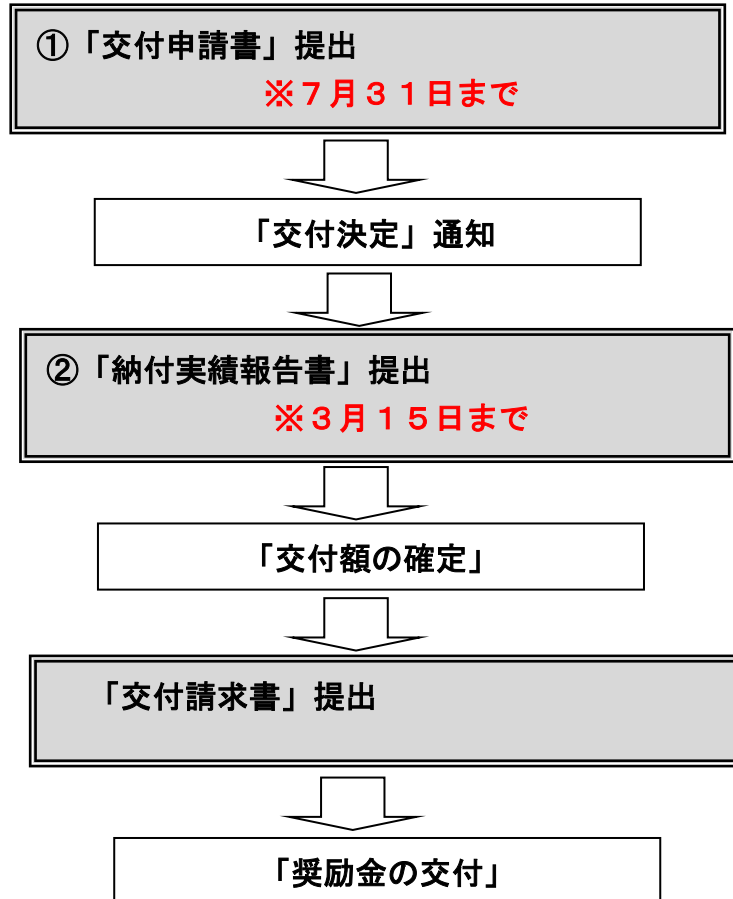 ①「交付申請書」提出
※７月３１日まで
「交付決定」通知
②「納付実績報告書」提出
※３月１５日まで
「交付額の確定」
「交付請求書」提出
「奨励金の交付」